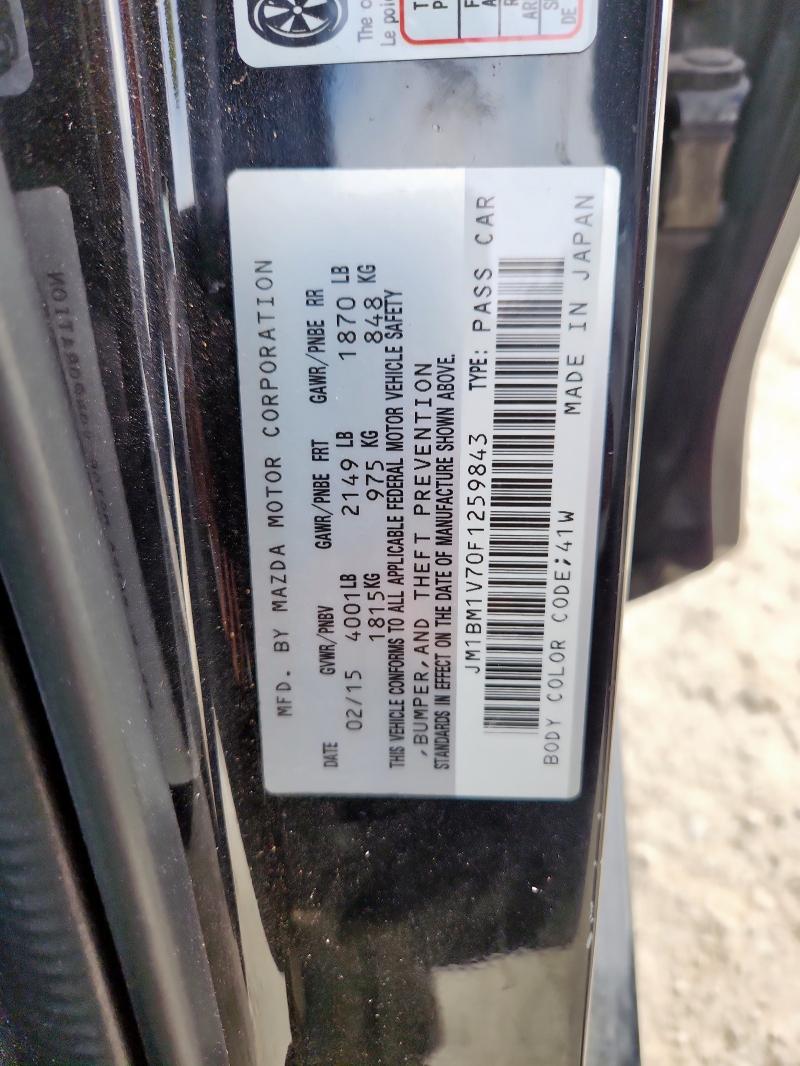 The
Le
MFD. BY MAZDA MOTOR CORPORATION
DATE GVWR/PNBV GAWR/PNBE FRT GAWR/PNBE RR
02/15 4001LB 2149 LB 1870 LB
1815KG 975 KG 848 KG
THIS VEHICLE CONFORMS TO ALL APPLICABLE FEDERAL MOTOR VEHICLE SAFETY
,BUMPER,AND THEFT PREVENTION
STANDARDS IN EFFECT ON THE DATE OF MANUFACTURE SHOWN ABOVE.
JM1BM1V70F1259843 TYPE: PASS CAR
BODY COLOR CODE;41W MADE IN JAPAN